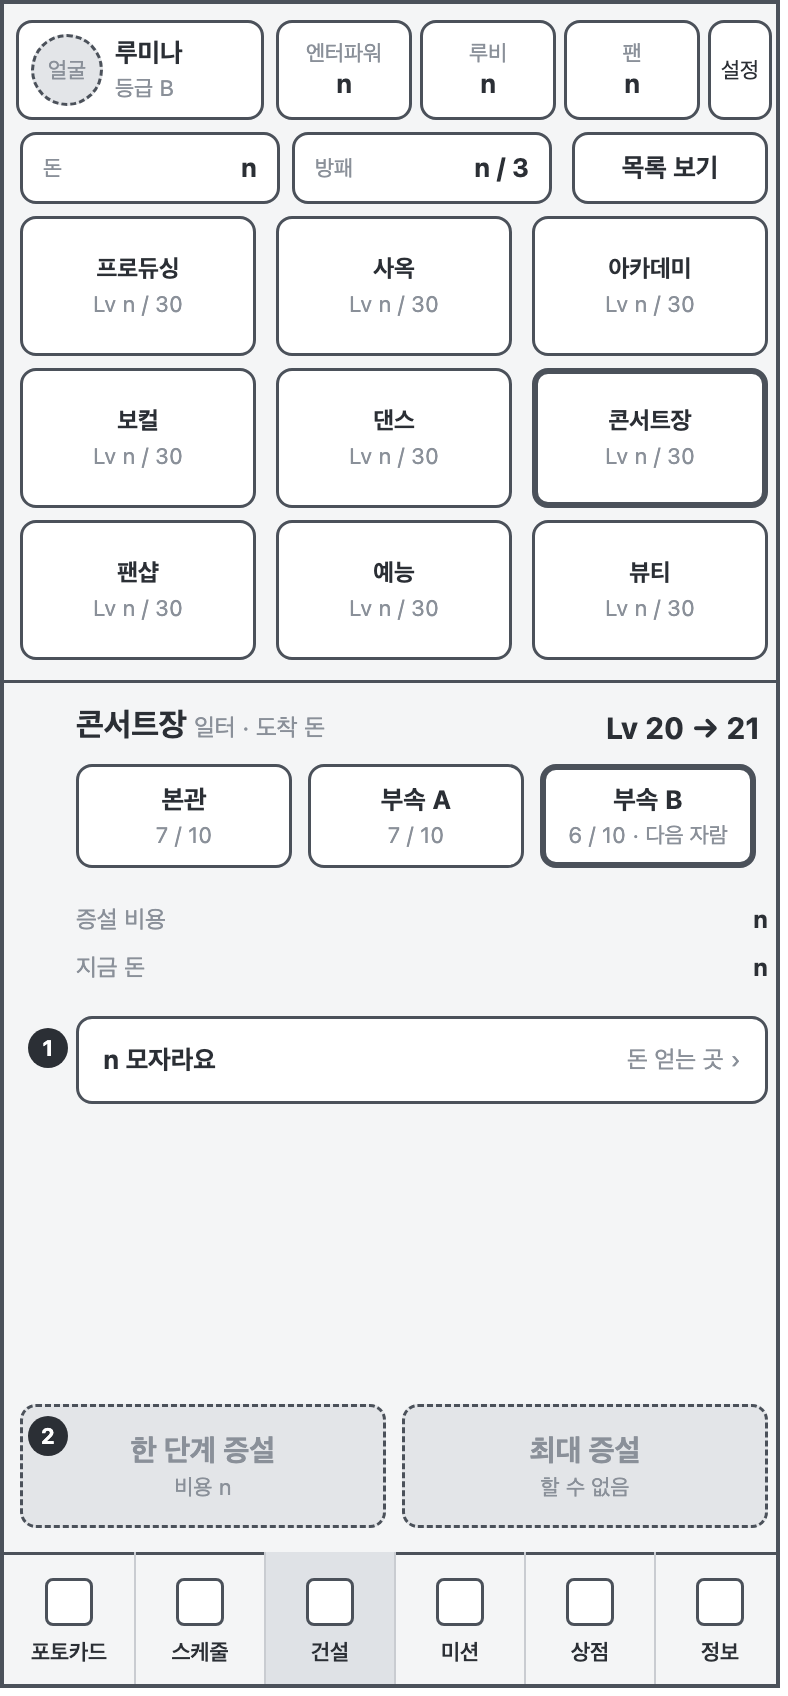 얼굴
루미나
등급 B
엔터파워
n
루비
n
팬
n
설정
돈 n
방패 n / 3
목록 보기
프로듀싱
Lv n / 30
사옥
Lv n / 30
아카데미
Lv n / 30
보컬
Lv n / 30
댄스
Lv n / 30
콘서트장
Lv n / 30
팬샵
Lv n / 30
예능
Lv n / 30
뷰티
Lv n / 30
콘서트장 일터 · 도착 돈 Lv 20 → 21
본관
7 / 10
부속 A
7 / 10
부속 B
6 / 10 · 다음 자람
증설 비용 n
지금 돈 n
1 n 모자라요 돈 얻는 곳 ›
2 한 단계 증설
비용 n
최대 증설
할 수 없음
포토카드
스케줄
건설
미션
상점
정보